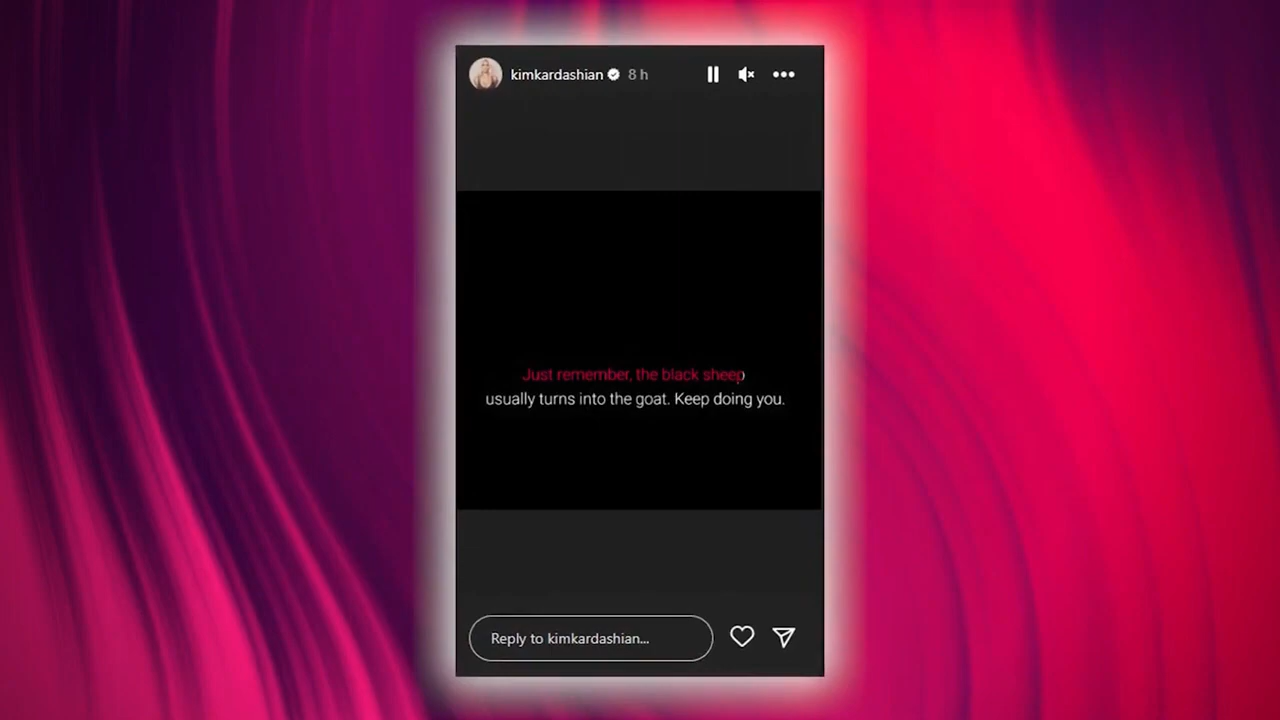 kimkardashian 8 h
Just remember, the black sheep
usually turns into the goat. Keep doing you.
Reply to kimkardashian...